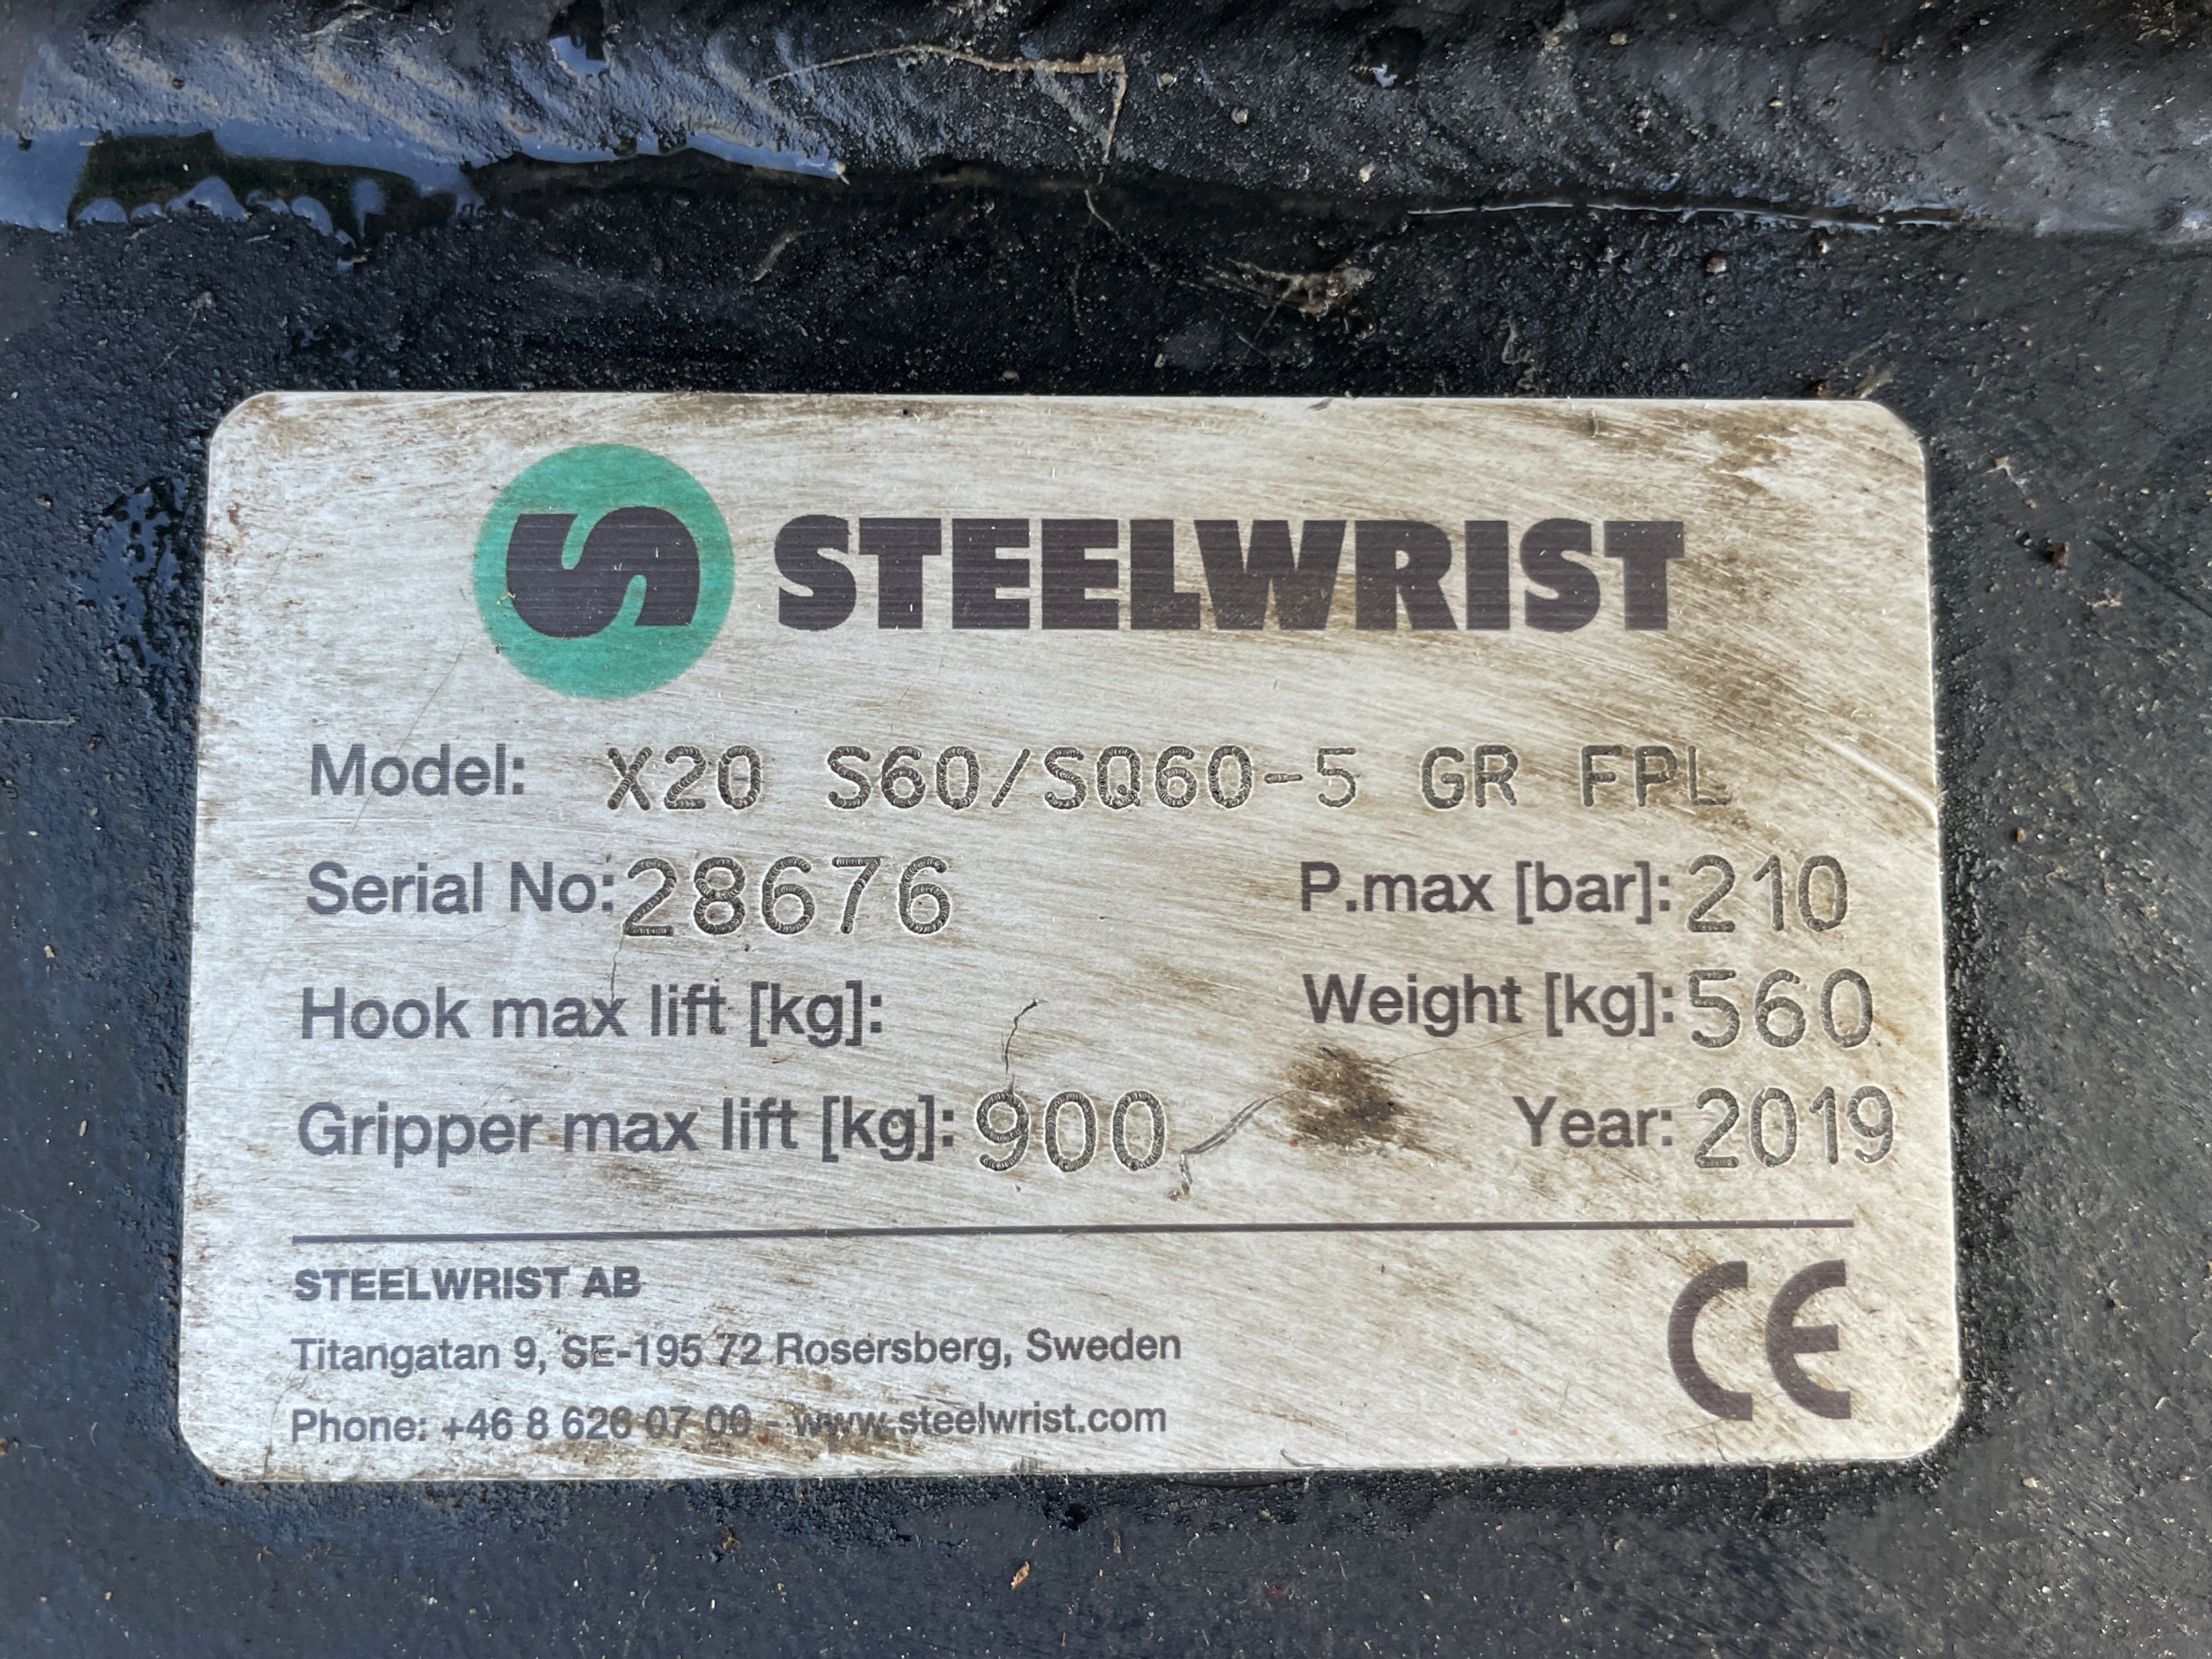 STEELWRIST
Model: X20 S60/SQ60-5 GR FPL
Serial No: 28676 P.max [bar]: 210
Hook max lift [kg]: Weight [kg]: 560
Gripper max lift [kg]: 900 Year: 2019
STEELWRIST AB
Titangatan 9, SE-195 72 Rosersberg, Sweden
Phone: +46 8 626 07 00 - www.steelwrist.com
CE